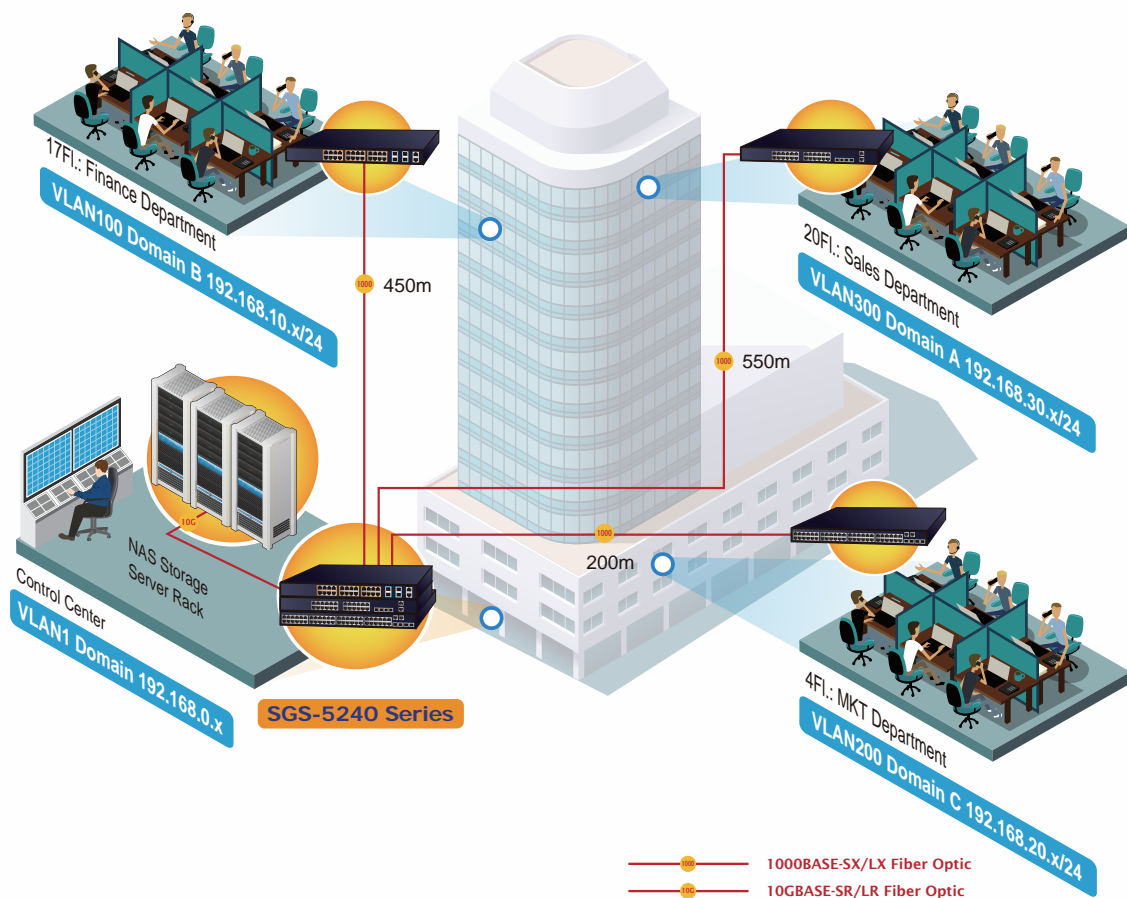 17Fl.: Finance Department
VLAN100 Domain B 192.168.10.x/24
1000
450m
20Fl.: Sales Department
VLAN300 Domain A 192.168.30.x/24
1000
550m
10G
NAS Storage
Server Rack
Control Center
VLAN1 Domain 192.168.0.x
SGS-5240 Series
1000
200m
4Fl.: MKT Department
VLAN200 Domain C 192.168.20.x/24
1000
1000BASE-SX/LX Fiber Optic
10G
10GBASE-SR/LR Fiber Optic